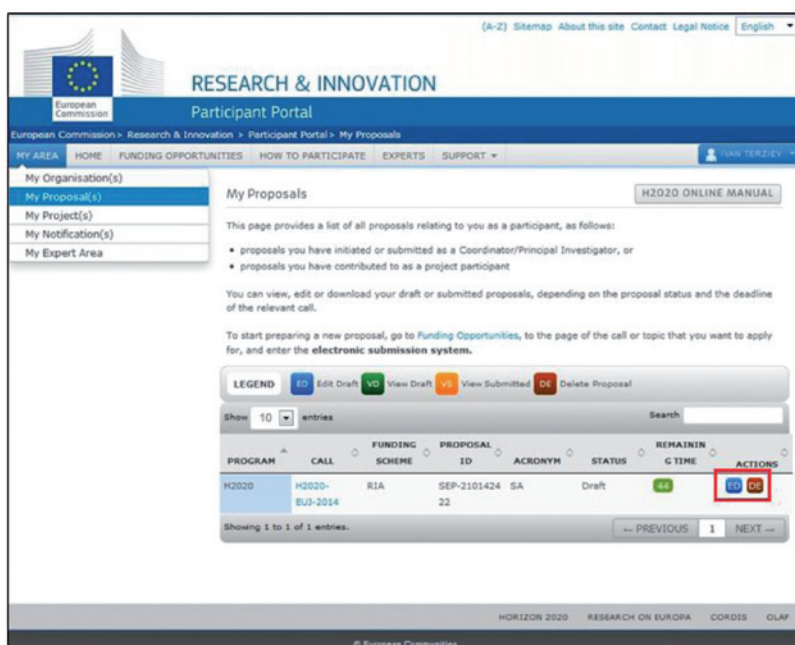 (A-Z) Sitemap About this site Contact Legal Notice English
RESEARCH & INNOVATION
European
Commission
Participant Portal
European Commission > Research & Innovation > Participant Portal > My Proposals
MY AREA HOME FUNDING OPPORTUNITIES HOW TO PARTICIPATE EXPERTS SUPPORT IVAN TERZIEV
My Organisation(s)
My Proposal(s)
My Project(s)
My Notification(s)
My Expert Area
My Proposals
H2020 ONLINE MANUAL
This page provides a list of all proposals relating to you as a participant, as follows:
• proposals you have initiated or submitted as a Coordinator/Principal Investigator, or
• proposals you have contributed to as a project participant
You can view, edit or download your draft or submitted proposals, depending on the proposal status and the deadline
of the relevant call.
To start preparing a new proposal, go to Funding Opportunities, to the page of the call or topic that you want to apply
for, and enter the electronic submission system.
LEGEND ED Edit Draft VD View Draft VS View Submitted DE Delete Proposal
Show 10 entries Search
PROGRAM CALL FUNDING SCHEME PROPOSAL ID ACRONYM STATUS REMAININ G TIME ACTIONS
H2020 H2020- RIA SEP-2101424 SA Draft 44 ED DE
EUJ-2014 22
Showing 1 to 1 of 1 entries.
← PREVIOUS 1 NEXT →
HORIZON 2020 RESEARCH ON EUROPA CORDIS OLAF
© European Communities